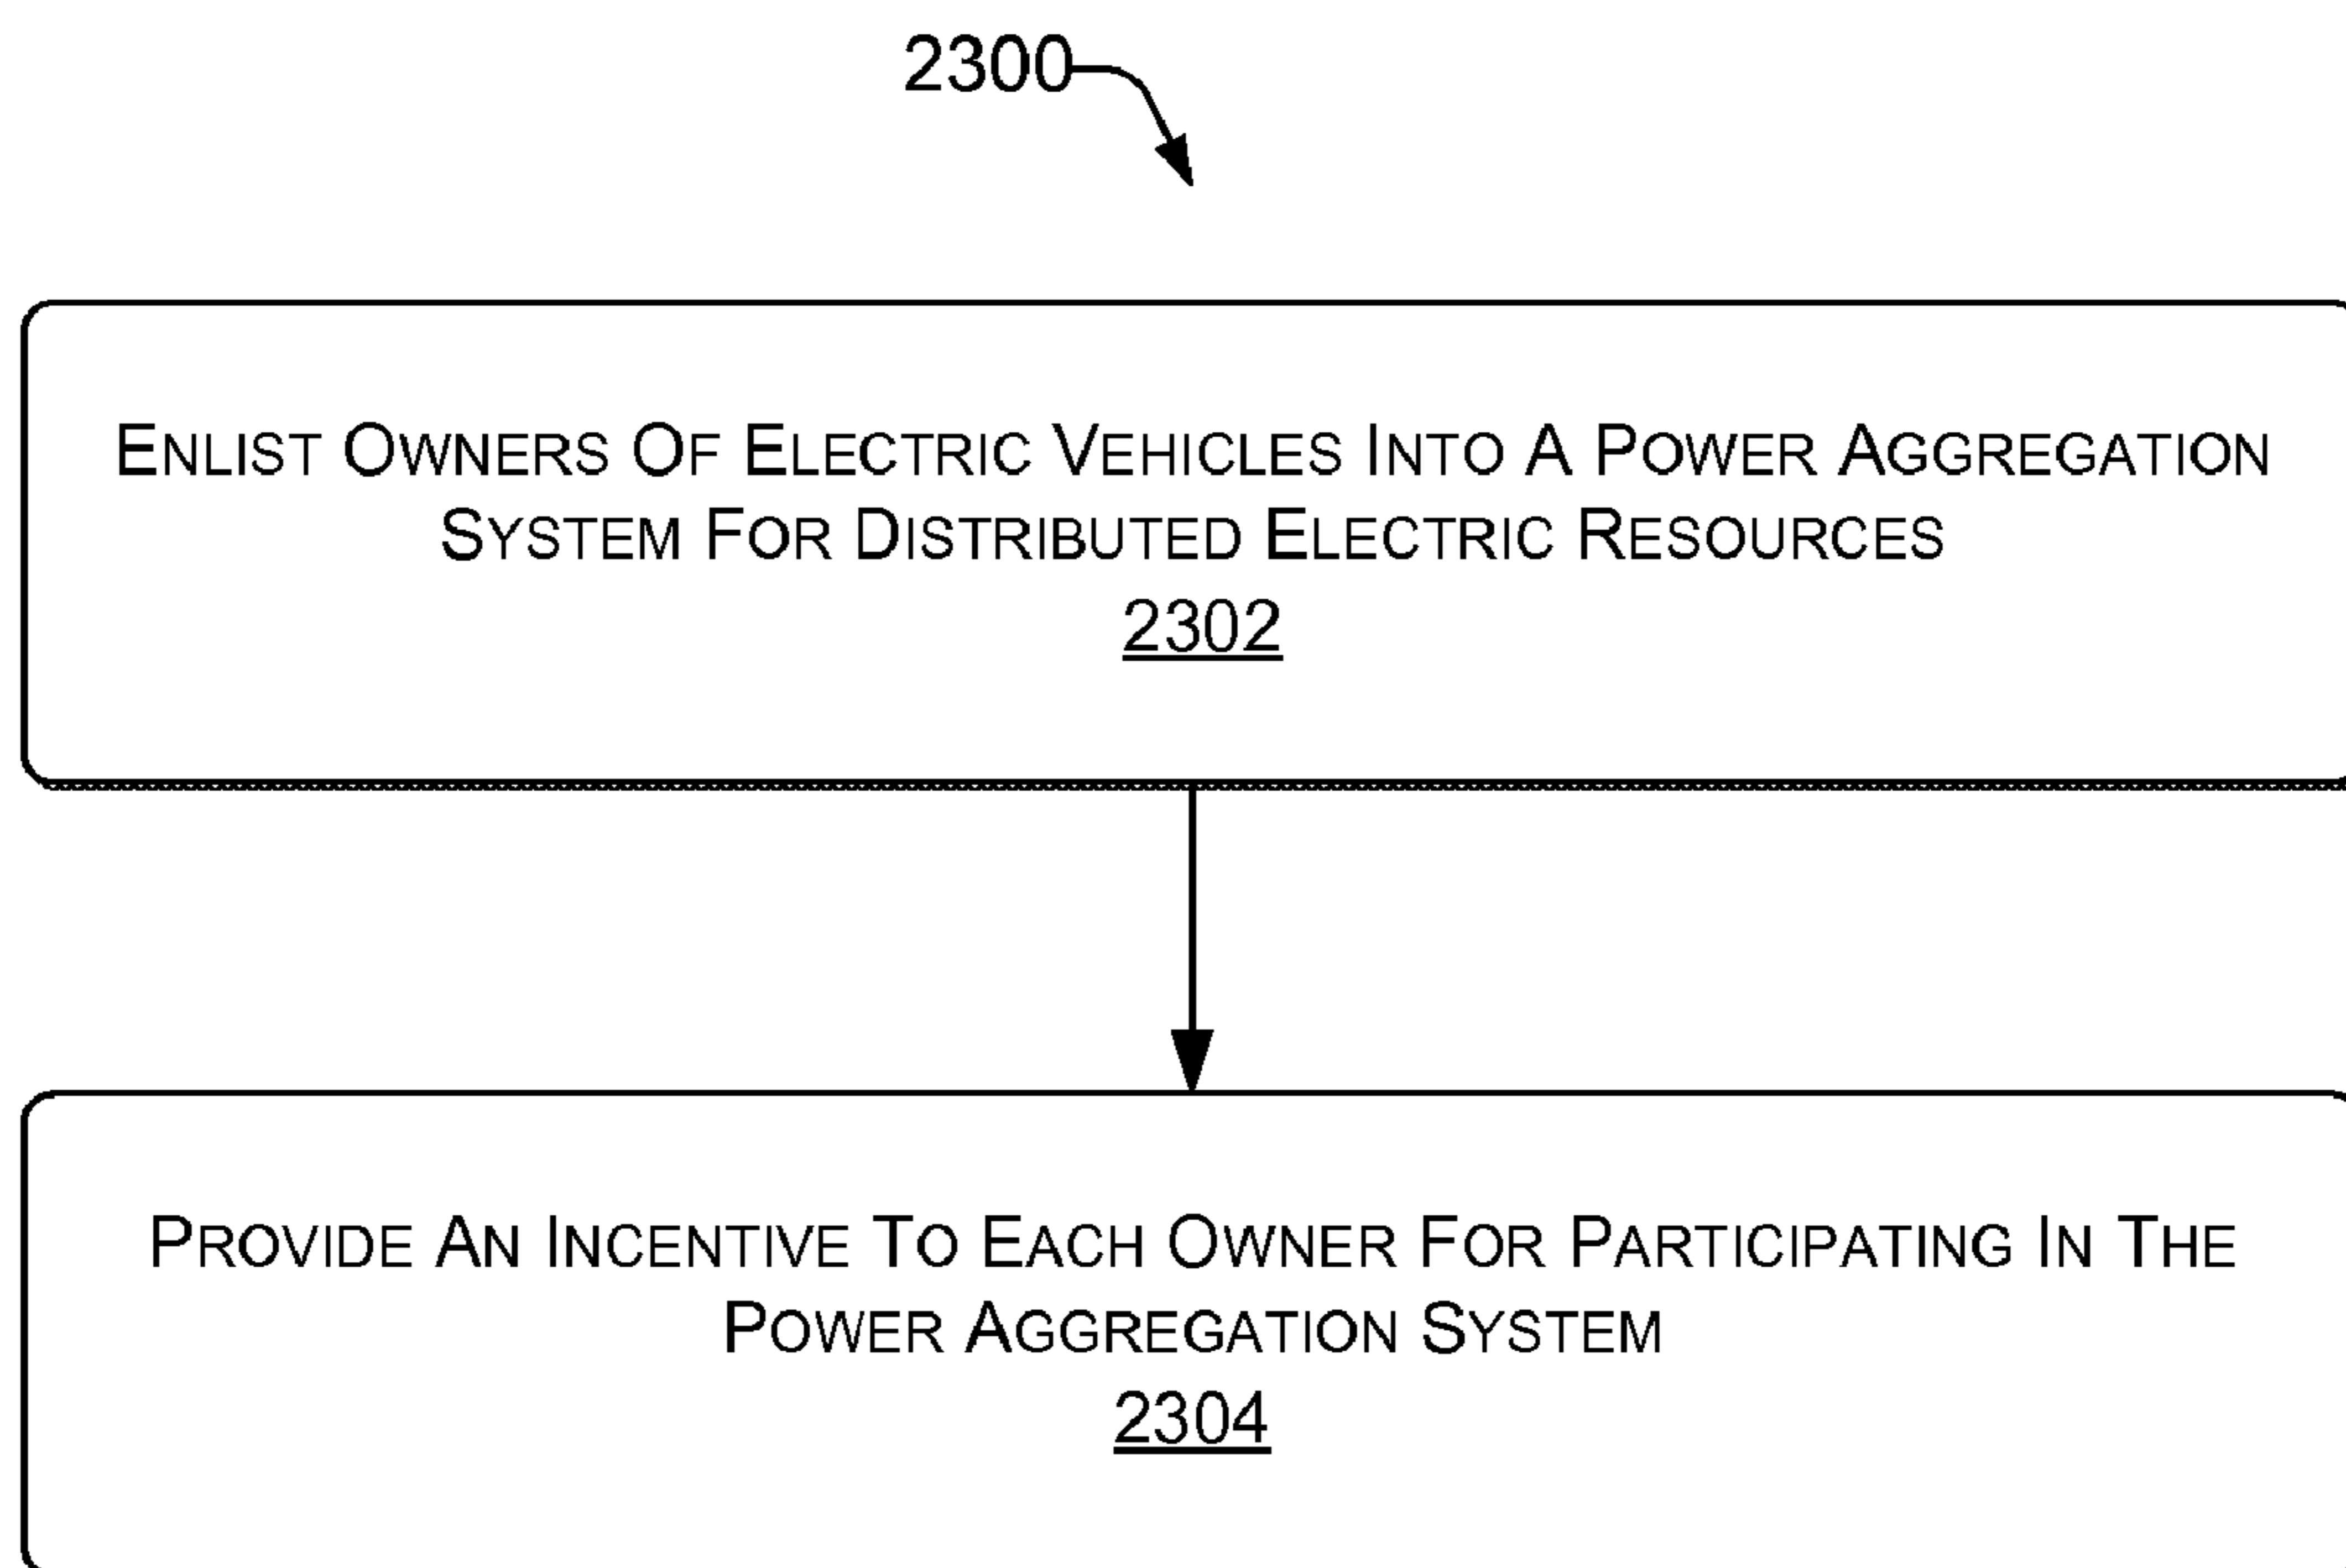 2300
ENLIST OWNERS OF ELECTRIC VEHICLES INTO A POWER AGGREGATION
SYSTEM FOR DISTRIBUTED ELECTRIC RESOURCES
2302
PROVIDE AN INCENTIVE TO EACH OWNER FOR PARTICIPATING IN THE
POWER AGGREGATION SYSTEM
2304